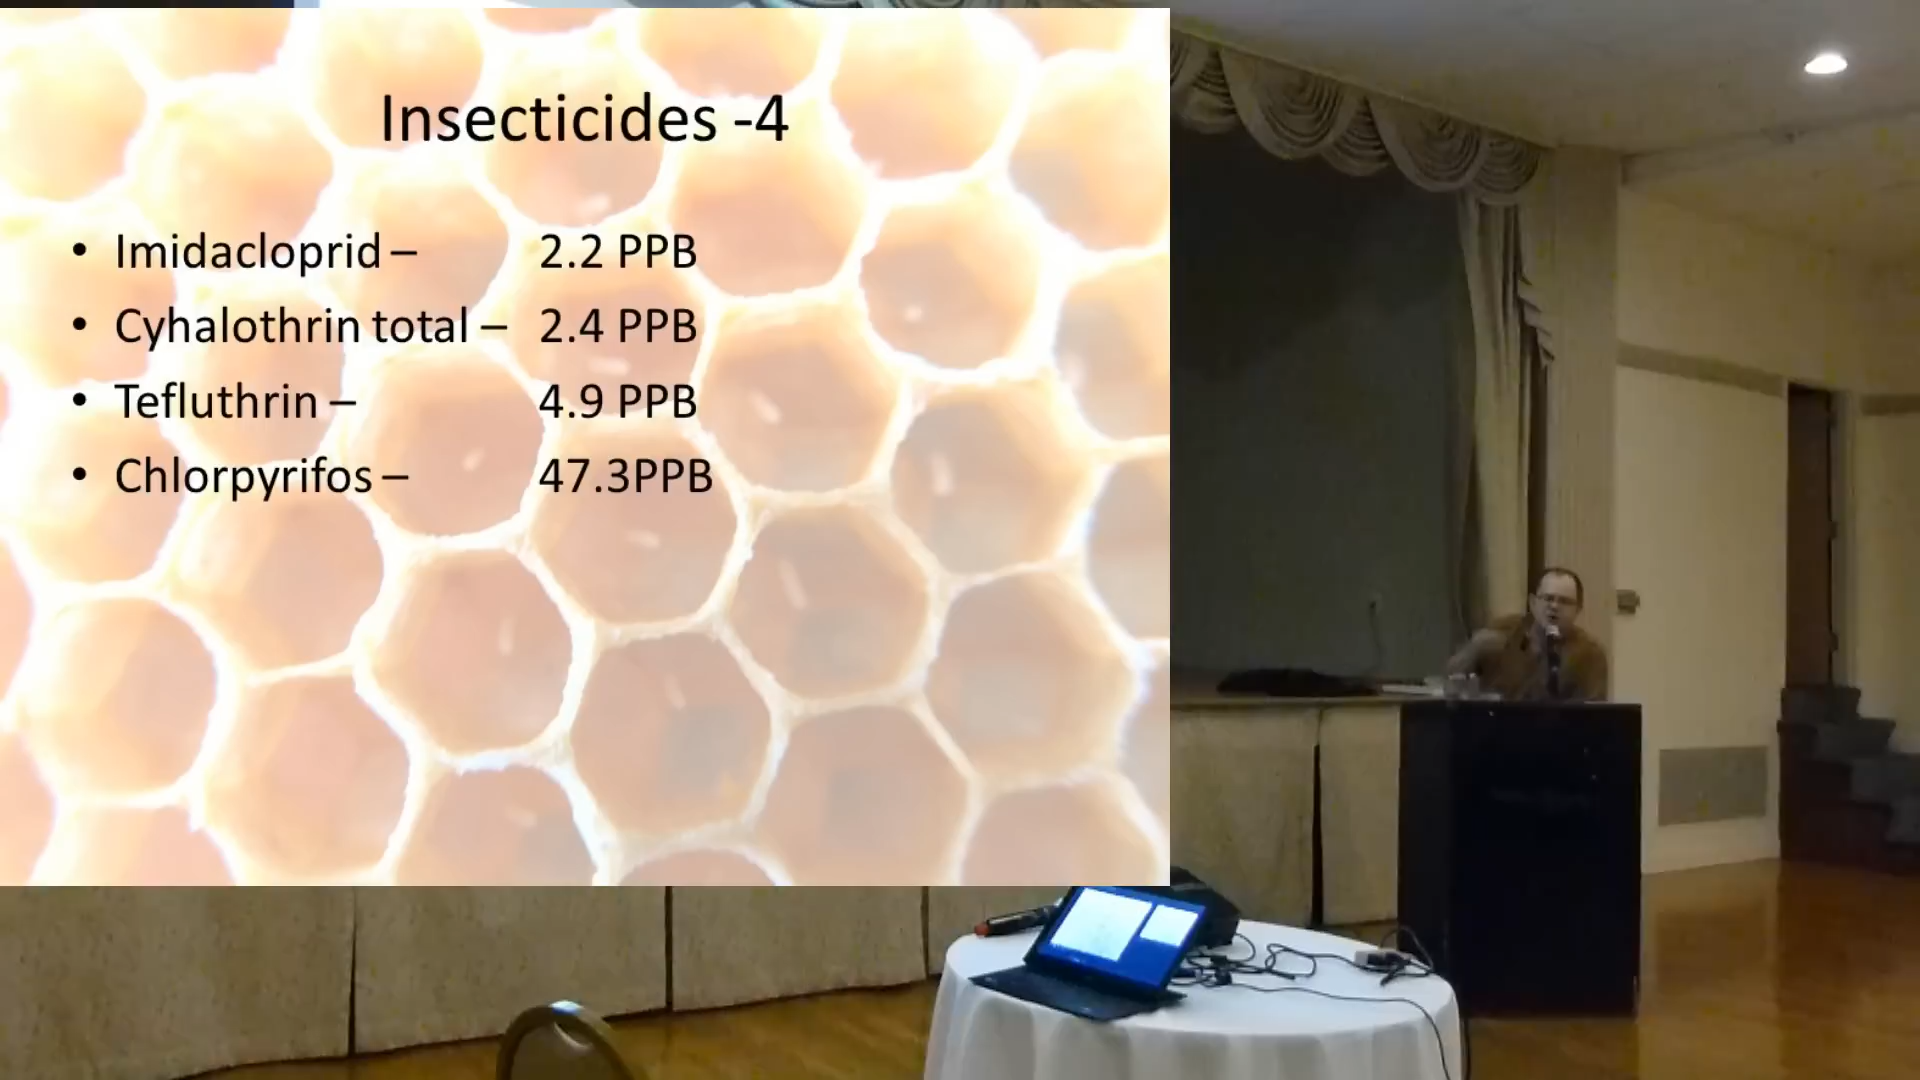 Insecticides -4
• Imidacloprid – 2.2 PPB
• Cyhalothrin total – 2.4 PPB
• Tefluthrin – 4.9 PPB
• Chlorpyrifos – 47.3PPB